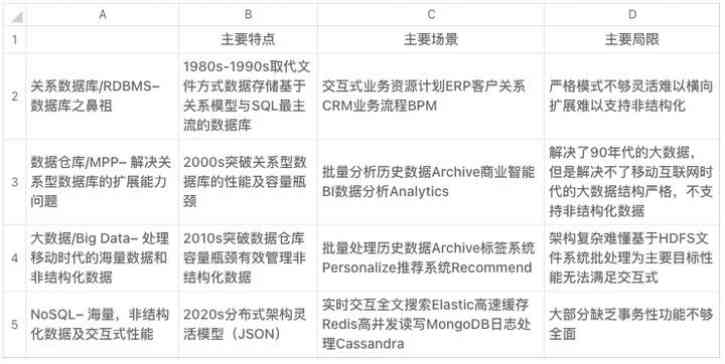 A B C D
1 主要特点 主要场景 主要局限
1980s-1990s取代文
关系数据库/RDBMS– 件方式数据存储基于 交互式业务资源计划ERP客户关系 严格模式不够灵活难以横向
2 数据库之鼻祖 关系模型与SQL最主 CRM业务流程BPM 扩展难以支持非结构化
流的数据库
解决了90年代的大数据,
数据仓库/MPP– 解决关 2000s突破关系型数 批量分析历史数据Archive商业智能 但是解决不了移动互联网时
3 系型数据库的扩展能力 据库的性能及容量瓶 BI数据分析Analytics 代的大数据结构严格，不支
问题 颈 持非结构化数据
大数据/Big Data– 处理 2010s突破数据仓库 批量处理历史数据Archive标签系统 架构复杂难懂基于HDFS文
4 移动时代的海量数据和 容量瓶颈有效管理非 Personalize推荐系统Recommend 件系统批处理为主要目标性
非结构化数据 结构化数据 能无法满足交互式
NoSQL– 海量，非结构 2020s分布式架构灵 实时交互全文搜索Elastic高速缓存 大部分缺乏事务性功能不够
5 化数据及交互式性能 活模型（JSON） Redis高并发读写MongoDB日志处 全面
理Cassandra